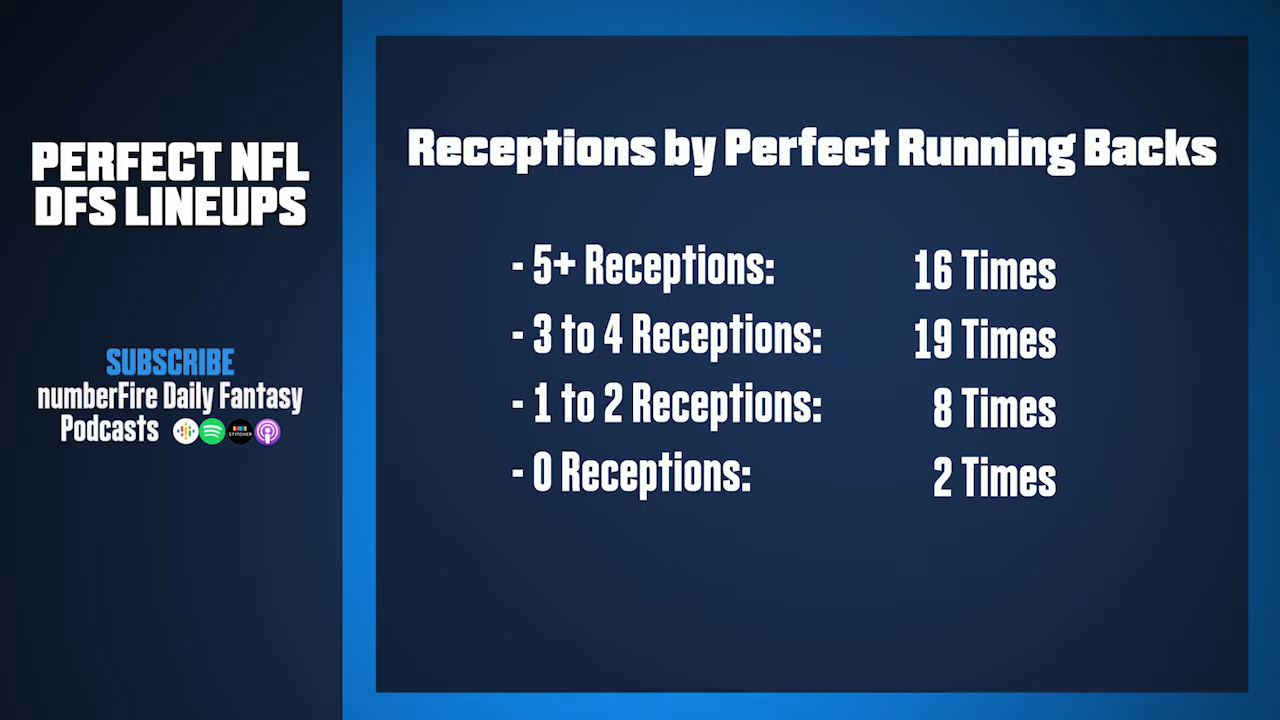 PERFECT NFL
DFS LINEUPS
SUBSCRIBE
numberFire Daily Fantasy
Podcasts
STITCHER
Receptions by Perfect Running Backs
- 5+ Receptions: 16 Times
- 3 to 4 Receptions: 19 Times
- 1 to 2 Receptions: 8 Times
- 0 Receptions: 2 Times